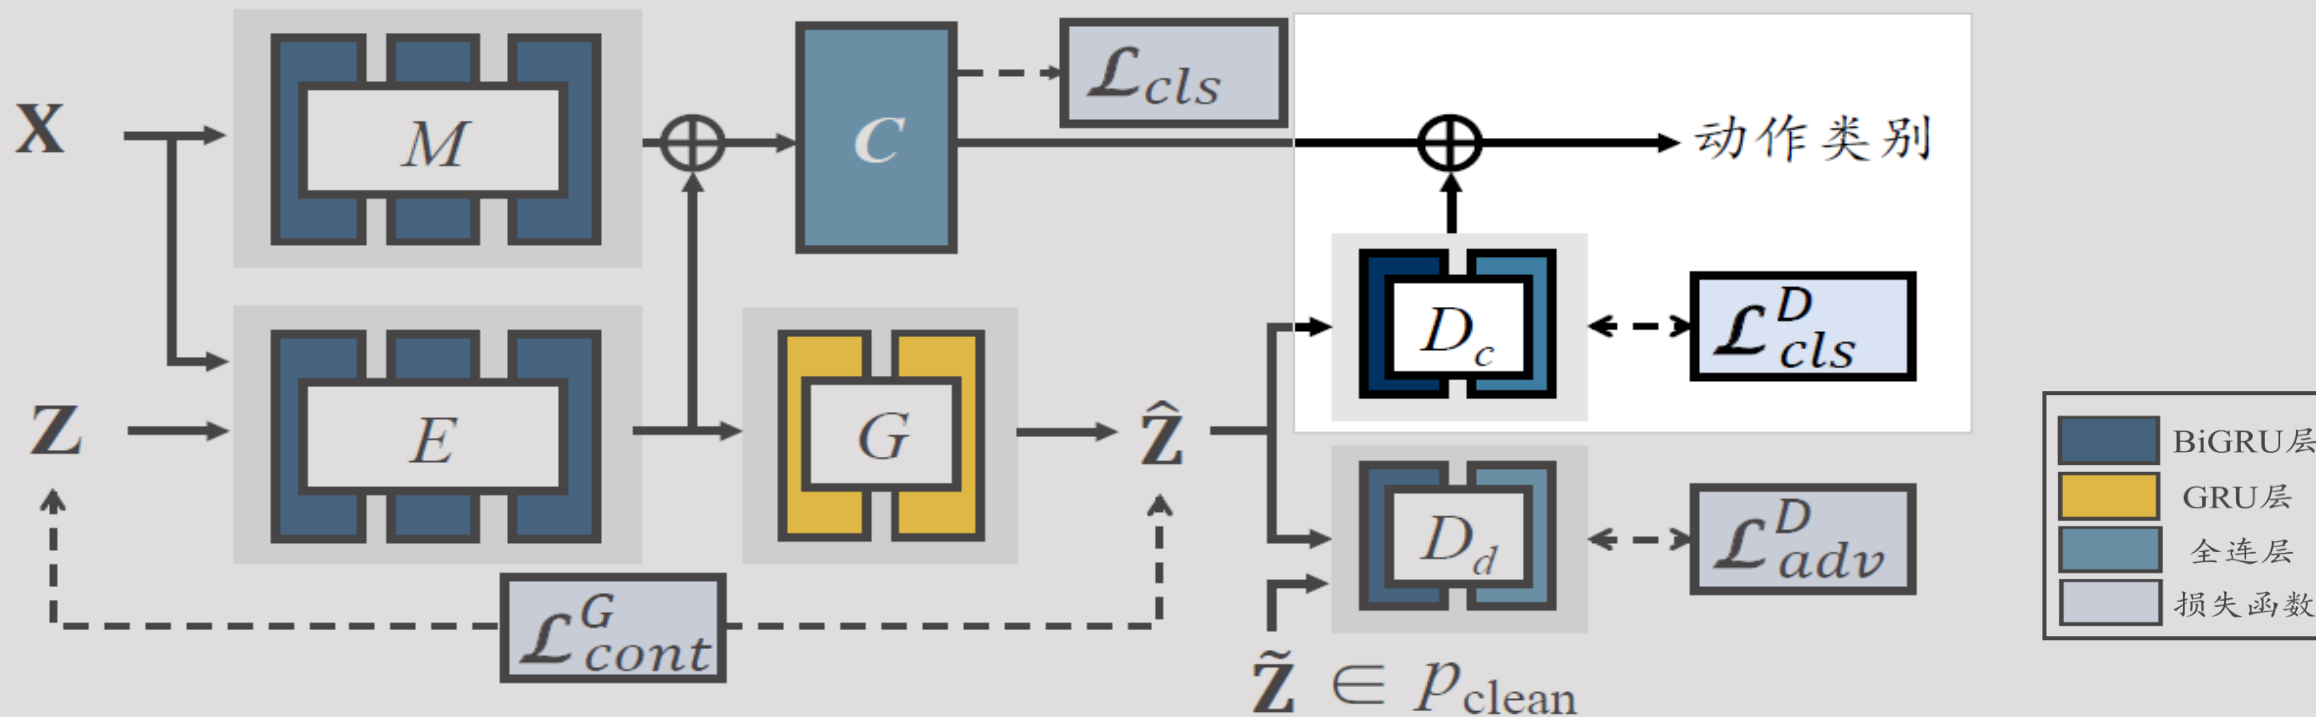 X
M
C
𝓛cls
动作类别
Z
E
G
Ẑ
Dc
𝓛ᴰcls
Dd
𝓛ᴰadv
𝓛ᴳcont
Z̃ ∈ pclean
BiGRU层
GRU层
全连层
损失函数